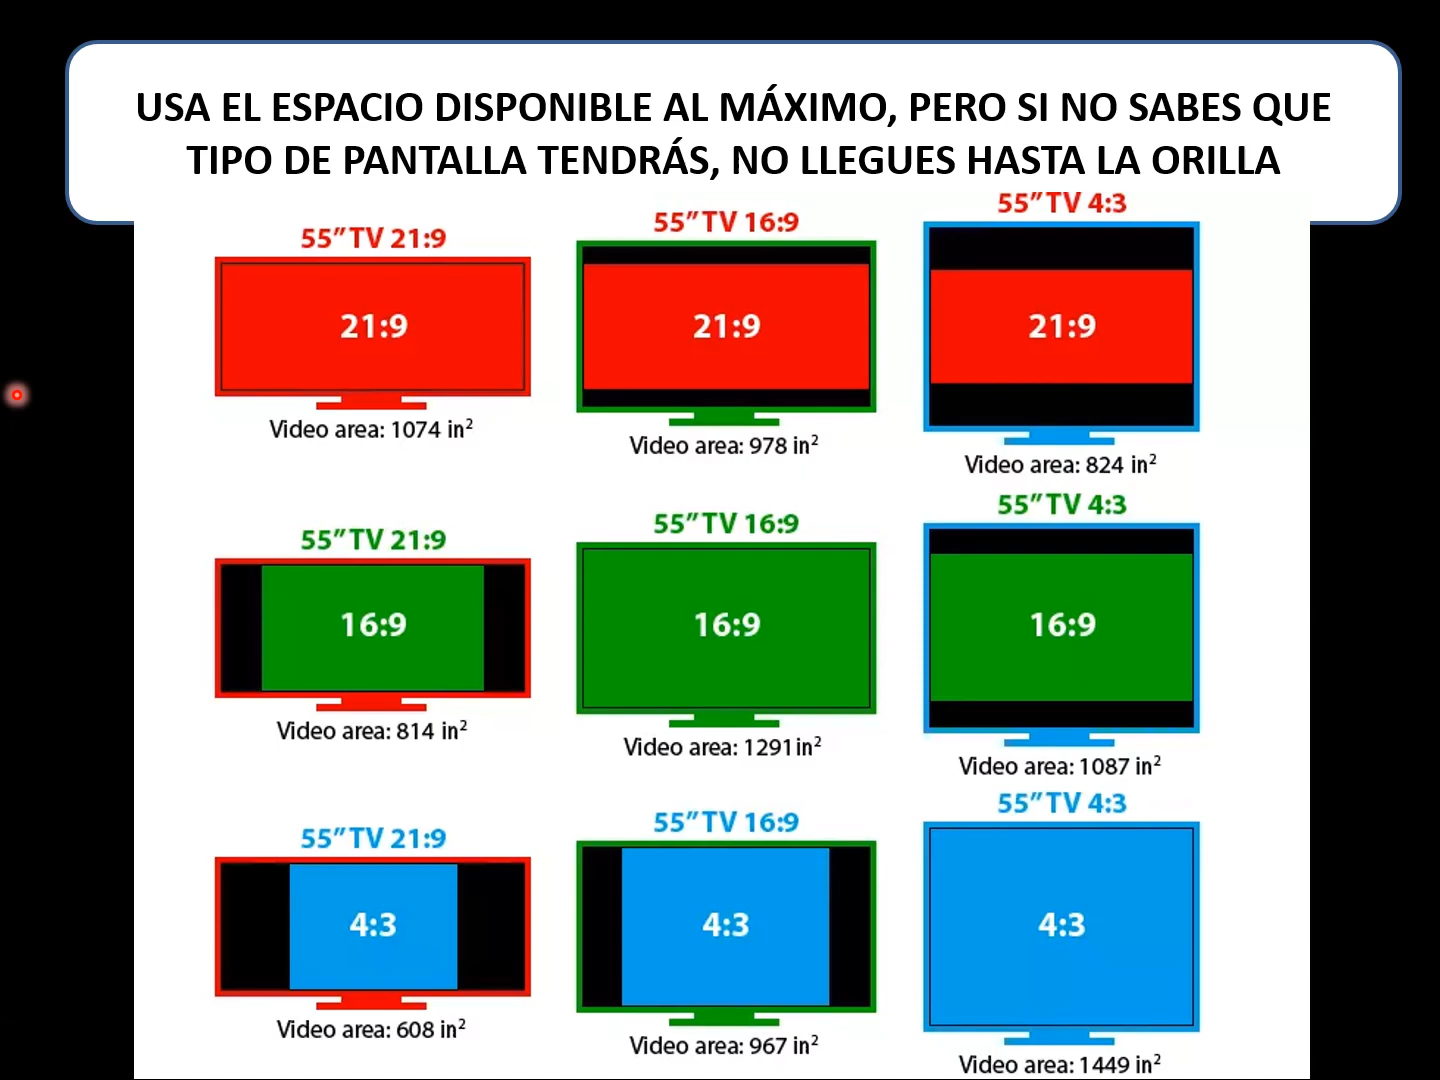 USA EL ESPACIO DISPONIBLE AL MÁXIMO, PERO SI NO SABES QUE
TIPO DE PANTALLA TENDRÁS, NO LLEGUES HASTA LA ORILLA
55” TV 21:9
55” TV 16:9
55” TV 4:3
21:9
21:9
21:9
Video area: 1074 in²
Video area: 978 in²
Video area: 824 in²
55” TV 21:9
55” TV 16:9
55” TV 4:3
16:9
16:9
16:9
Video area: 814 in²
Video area: 1291in²
Video area: 1087 in²
55” TV 21:9
55” TV 16:9
55” TV 4:3
4:3
4:3
4:3
Video area: 608 in²
Video area: 967 in²
Video area: 1449 in²